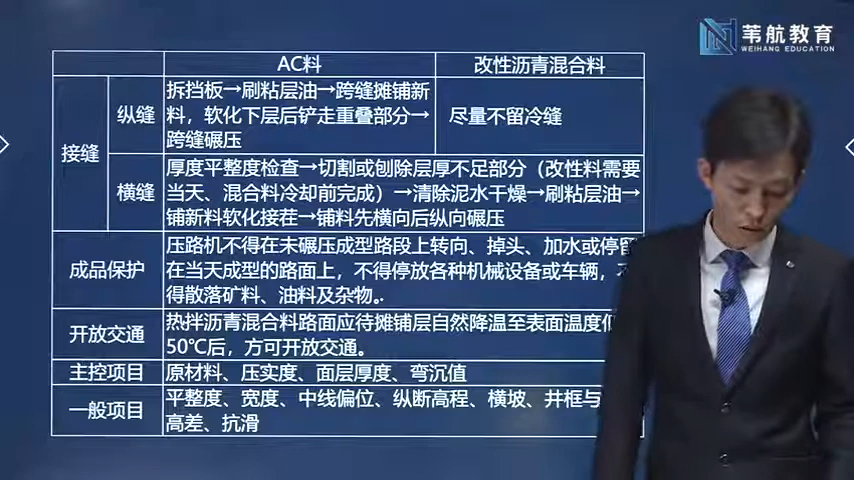 苇航教育
WEIHANG EDUCATION
AC料
改性沥青混合料
接缝
纵缝
拆挡板→刷粘层油→跨缝摊铺新
料，软化下层后铲走重叠部分→
跨缝碾压
尽量不留冷缝
横缝
厚度平整度检查→切割或刨除层厚不足部分（改性料需要
当天、混合料冷却前完成）→清除泥水干燥→刷粘层油→
铺新料软化接茬→铺料先横向后纵向碾压
成品保护
压路机不得在未碾压成型路段上转向、掉头、加水或停留
在当天成型的路面上，不得停放各种机械设备或车辆，
得散落矿料、油料及杂物。
开放交通
热拌沥青混合料路面应待摊铺层自然降温至表面温度
50℃后，方可开放交通。
主控项目
原材料、压实度、面层厚度、弯沉值
一般项目
平整度、宽度、中线偏位、纵断高程、横坡、井框与
高差、抗滑